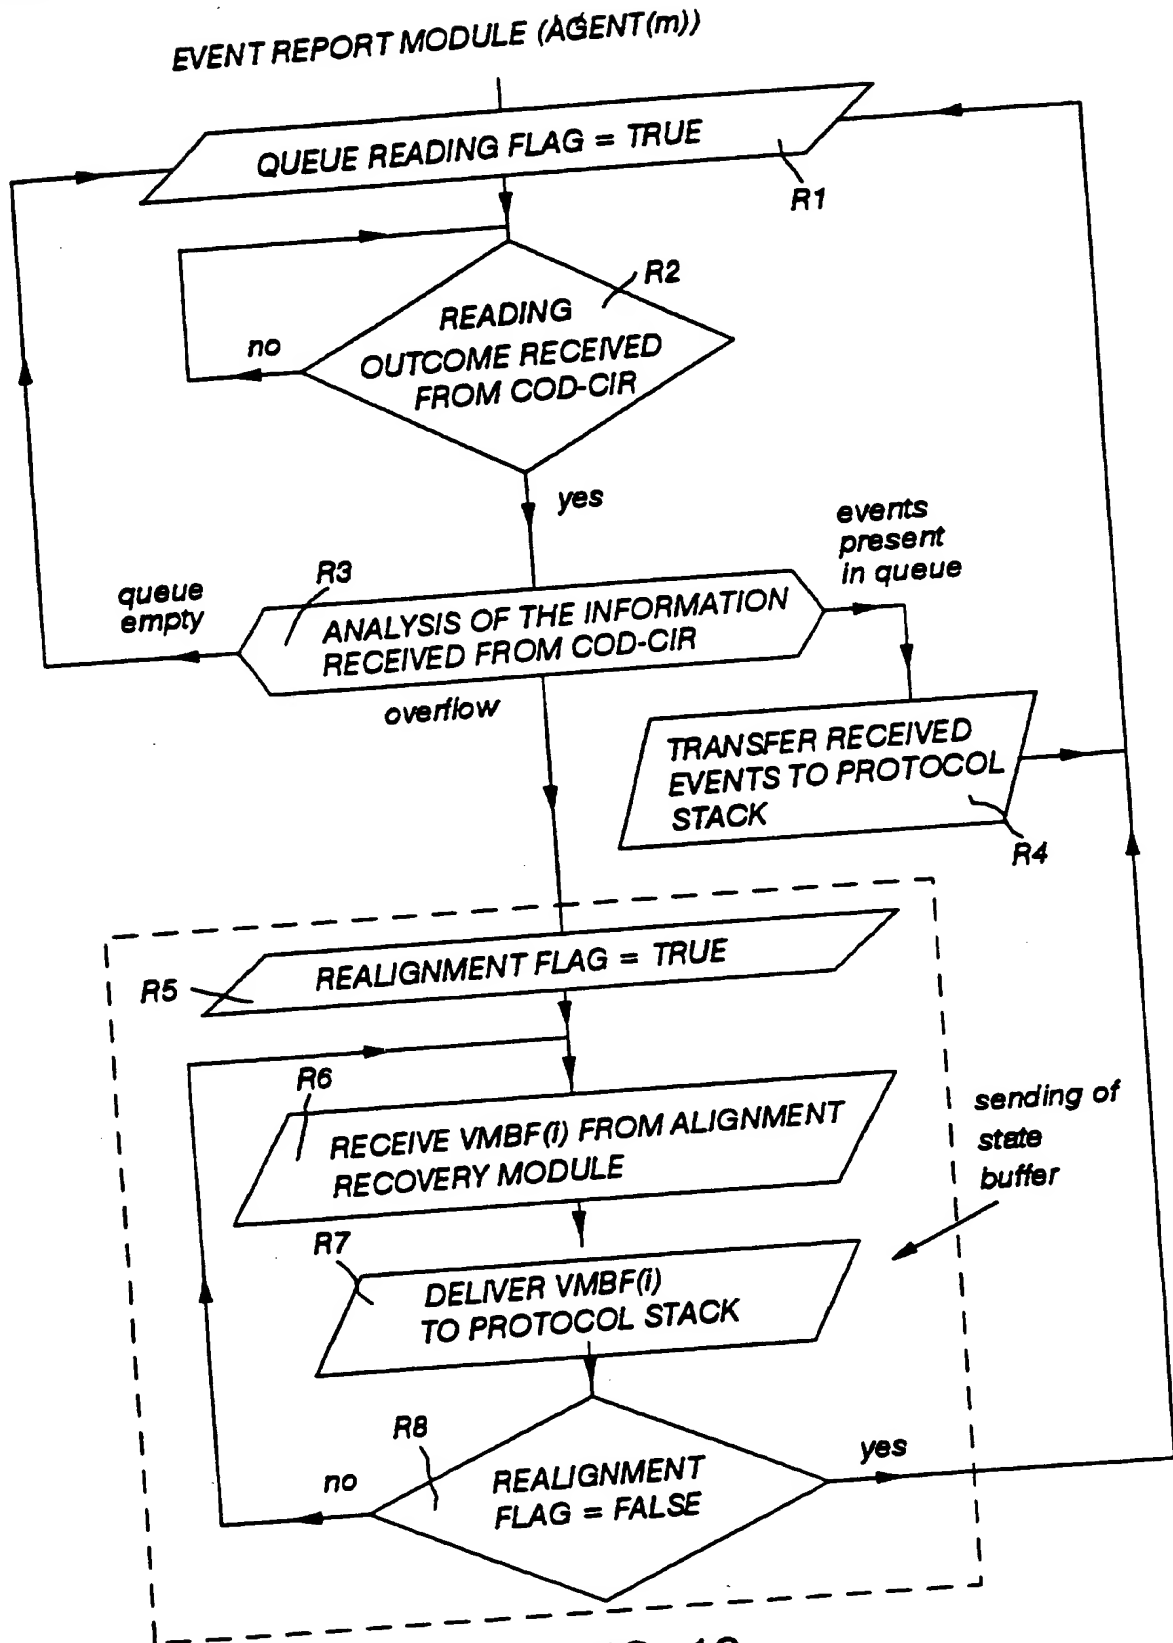 EVENT REPORT MODULE (AGENT(m))
QUEUE READING FLAG = TRUE
R1
R2
READING
OUTCOME RECEIVED
FROM COD-CIR
no
yes
events
present
in queue
R3
queue
empty
ANALYSIS OF THE INFORMATION
RECEIVED FROM COD-CIR
overflow
TRANSFER RECEIVED
EVENTS TO PROTOCOL
STACK
R4
REALIGNMENT FLAG = TRUE
R5
R6
RECEIVE VMBF(i) FROM ALIGNMENT
RECOVERY MODULE
sending of
state
buffer
R7
DELIVER VMBF(i)
TO PROTOCOL STACK
R8
no
yes
REALIGNMENT
FLAG = FALSE